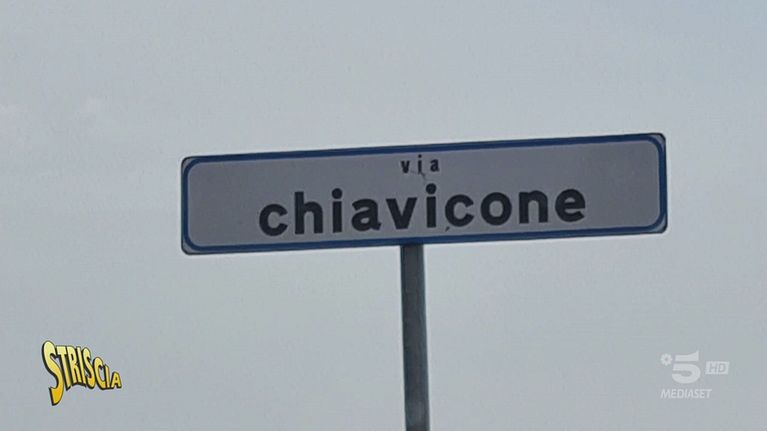 via
chiavicone
STRISCIA
5 HD
MEDIASET